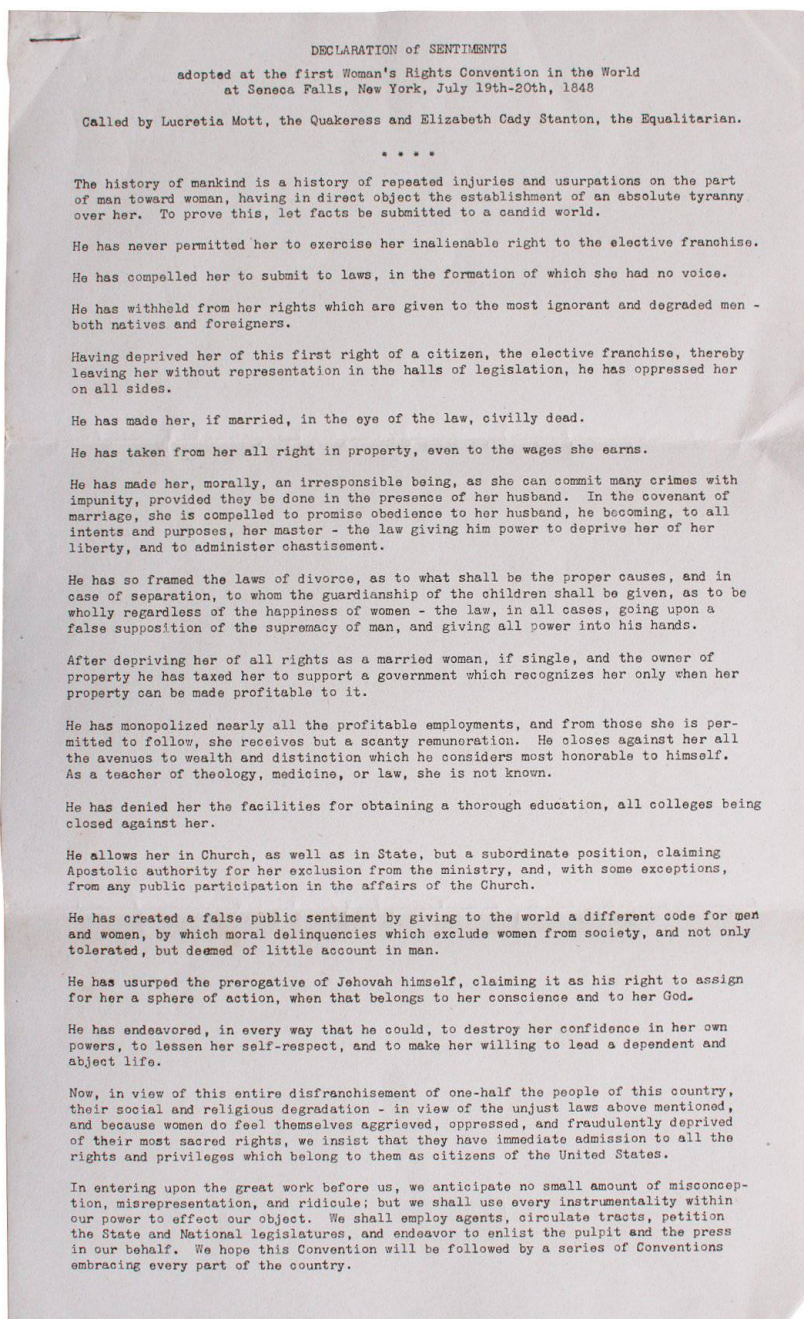 DECLARATION of SENTIMENTS
adopted at the first Woman's Rights Convention in the World
at Seneca Falls, New York, July 19th-20th, 1848
Called by Lucretia Mott, the Quakeress and Elizabeth Cady Stanton, the Equalitarian.
* * * *
The history of mankind is a history of repeated injuries and usurpations on the part
of man toward woman, having in direct object the establishment of an absolute tyranny
over her. To prove this, let facts be submitted to a candid world.
He has never permitted her to exercise her inalienable right to the elective franchise.
He has compelled her to submit to laws, in the formation of which she had no voice.
He has withheld from her rights which are given to the most ignorant and degraded men -
both natives and foreigners.
Having deprived her of this first right of a citizen, the elective franchise, thereby
leaving her without representation in the halls of legislation, he has oppressed her
on all sides.
He has made her, if married, in the eye of the law, civilly dead.
He has taken from her all right in property, even to the wages she earns.
He has made her, morally, an irresponsible being, as she can commit many crimes with
impunity, provided they be done in the presence of her husband. In the covenant of
marriage, she is compelled to promise obedience to her husband, he becoming, to all
intents and purposes, her master - the law giving him power to deprive her of her
liberty, and to administer chastisement.
He has so framed the laws of divorce, as to what shall be the proper causes, and in
case of separation, to whom the guardianship of the children shall be given, as to be
wholly regardless of the happiness of women - the law, in all cases, going upon a
false supposition of the supremacy of man, and giving all power into his hands.
After depriving her of all rights as a married woman, if single, and the owner of
property he has taxed her to support a government which recognizes her only when her
property can be made profitable to it.
He has monopolized nearly all the profitable employments, and from those she is per-
mitted to follow, she receives but a scanty remuneration. He closes against her all
the avenues to wealth and distinction which he considers most honorable to himself.
As a teacher of theology, medicine, or law, she is not known.
He has denied her the facilities for obtaining a thorough education, all colleges being
closed against her.
He allows her in Church, as well as in State, but a subordinate position, claiming
Apostolic authority for her exclusion from the ministry, and, with some exceptions,
from any public participation in the affairs of the Church.
He has created a false public sentiment by giving to the world a different code for men
and women, by which moral delinquencies which exclude women from society, and not only
tolerated, but deemed of little account in man.
He has usurped the prerogative of Jehovah himself, claiming it as his right to assign
for her a sphere of action, when that belongs to her conscience and to her God.
He has endeavored, in every way that he could, to destroy her confidence in her own
powers, to lessen her self-respect, and to make her willing to lead a dependent and
abject life.
Now, in view of this entire disfranchisement of one-half the people of this country,
their social and religious degradation - in view of the unjust laws above mentioned,
and because women do feel themselves aggrieved, oppressed, and fraudulently deprived
of their most sacred rights, we insist that they have immediate admission to all the
rights and privileges which belong to them as citizens of the United States.
In entering upon the great work before us, we anticipate no small amount of misconcep-
tion, misrepresentation, and ridicule; but we shall use every instrumentality within
our power to effect our object. We shall employ agents, circulate tracts, petition
the State and National legislatures, and endeavor to enlist the pulpit and the press
in our behalf. We hope this Convention will be followed by a series of Conventions
embracing every part of the country.